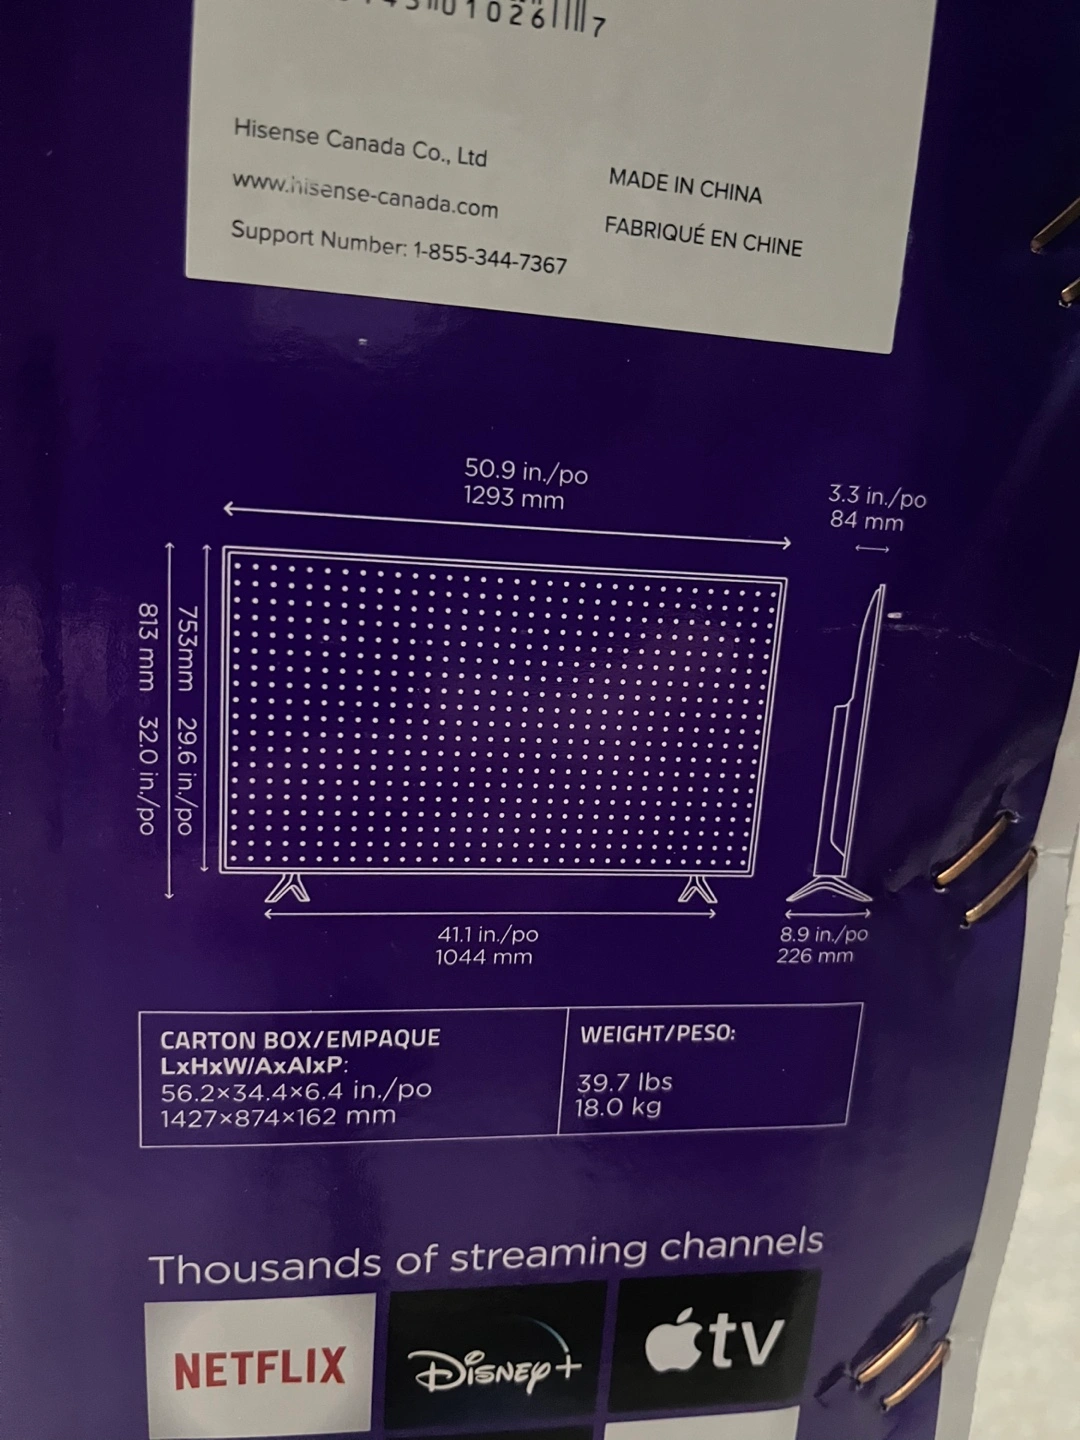 01026 7
Hisense Canada Co., Ltd
www.hisense-canada.com
Support Number: 1-855-344-7367
MADE IN CHINA
FABRIQUÉ EN CHINE
50.9 in./po
1293 mm
3.3 in./po
84 mm
813 mm 32.0 in./po
753mm 29.6 in./po
41.1 in./po
1044 mm
8.9 in./po
226 mm
CARTON BOX/EMPAQUE
LxHxW/AxAlxP:
56.2×34.4×6.4 in./po
1427×874×162 mm
WEIGHT/PESO:
39.7 lbs
18.0 kg
Thousands of streaming channels
NETFLIX
Disney+
tv